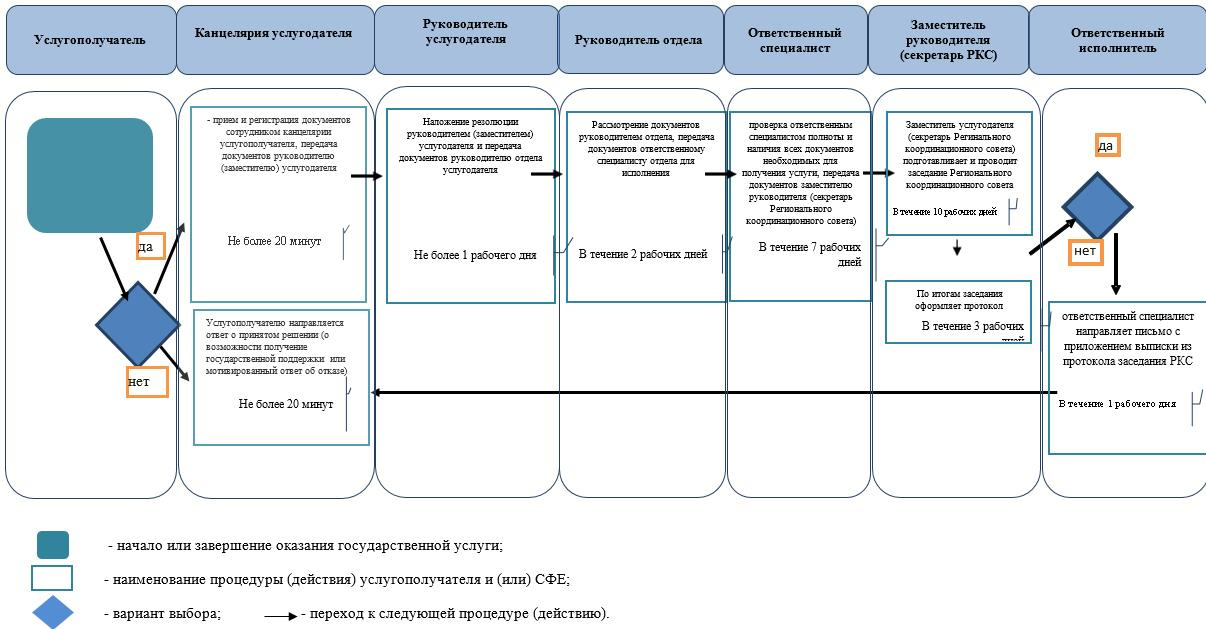 Услугополучатель
Канцелярия услугодателя
Руководитель
услугодателя
Руководитель отдела
Ответственный
специалист
Заместитель
руководителя
(секретарь РКС)
Ответственный
исполнитель
да
нет
- прием и регистрация документов
сотрудником канцелярии
услугополучателя, передача
документов руководителю
(заместителю) услугодателя
Не более 20 минут
Услугополучателю направляется
ответ о принятом решении (о
возможности получение
государственной поддержки или
мотивированный ответ об отказе)
Не более 20 минут
Наложение резолюции
руководителем (заместителем)
услугодателя и передача
документов руководителю отдела
услугодателя
Не более 1 рабочего дня
Рассмотрение документов
руководителем отдела, передача
документов ответственному
специалисту отдела для
исполнения
В течение 2 рабочих дней
проверка ответственным
специалистом полноты и
наличия всех документов
необходимых для
получения услуги, передача
документов заместителю
руководителя (секретарь
Регионального
координационного совета)
В течение 7 рабочих
дней
Заместитель услугодателя
(секретарь Регинального
координационного совета)
подготавливает и проводит
заседание Регионального
координационного совета
В течение 10 рабочих дней
По итогам заседания
оформляет протокол
В течение 3 рабочих
дней
да
нет
ответственный специалист
направляет письмо с
приложением выписки из
протокола заседания РКС
В течение 1 рабочего дня
- начало или завершение оказания государственной услуги;
- наименование процедуры (действия) услугополучателя и (или) СФЕ;
- вариант выбора;
- переход к следующей процедуре (действию).